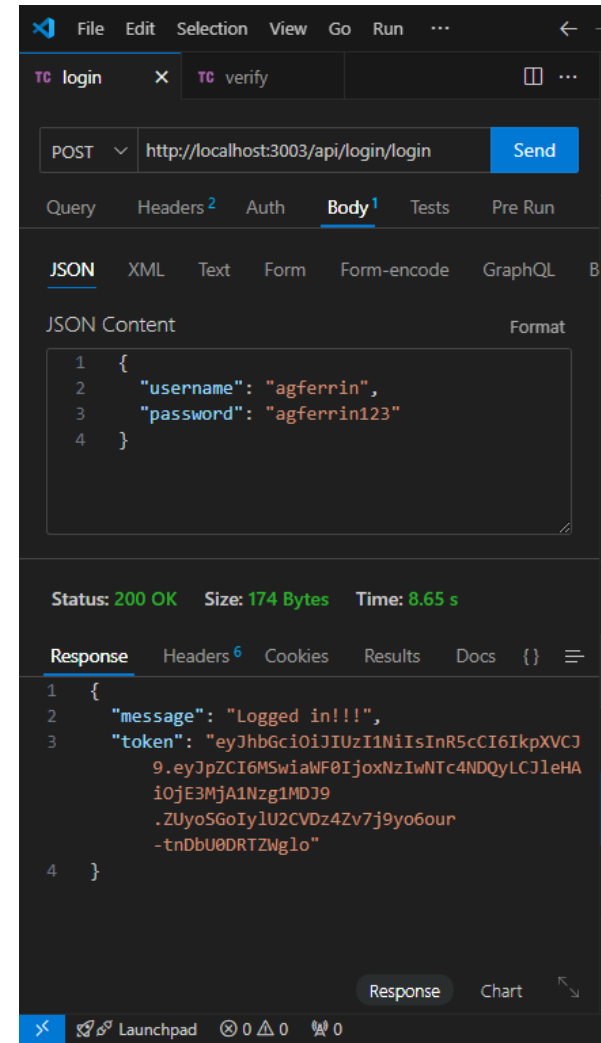 File Edit Selection View Go Run ...
TC login × TC verify ...
POST http://localhost:3003/api/login/login Send
Query Headers 2 Auth Body 1 Tests Pre Run
JSON XML Text Form Form-encode GraphQL B
JSON Content Format
1 {
2 "username": "agferrin",
3 "password": "agferrin123"
4 }
Status: 200 OK Size: 174 Bytes Time: 8.65 s
Response Headers 6 Cookies Results Docs {}
1 {
2 "message": "Logged in!!!",
3 "token": "eyJhbGciOiJIUzI1NiIsInR5cCI6IkpXVCJ
9.eyJpZCI6MSwiaWF0IjoxNzIwNTc4NDQyLCJleHA
iOjE3MjA1Nzg1MDJ9
.ZUyoSGoIylU2CVDz4Zv7j9yo6our
-tnDbU0DRTZWglo"
4 }
Response Chart
Launchpad 0 0 0